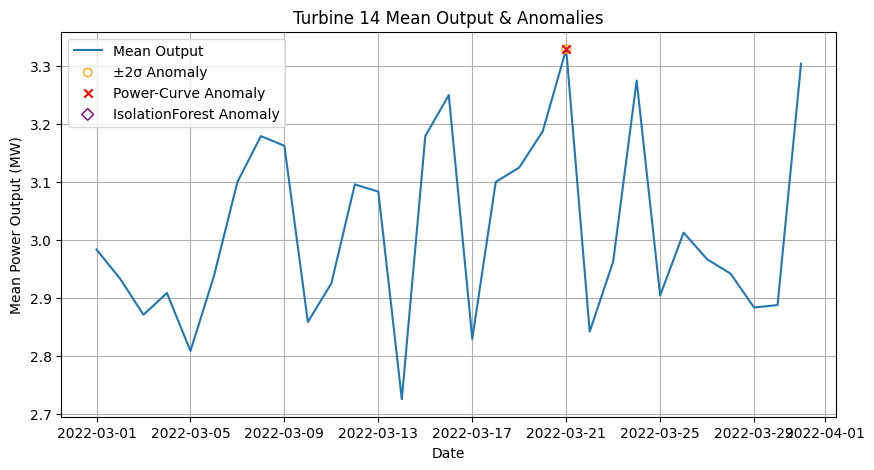 Turbine 14 Mean Output & Anomalies
Mean Output
±2σ Anomaly
Power-Curve Anomaly
IsolationForest Anomaly
Mean Power Output (MW)
3.3
3.2
3.1
3.0
2.9
2.8
2.7
2022-03-01 2022-03-05 2022-03-09 2022-03-13 2022-03-17 2022-03-21 2022-03-25 2022-03-29 2022-04-01
Date